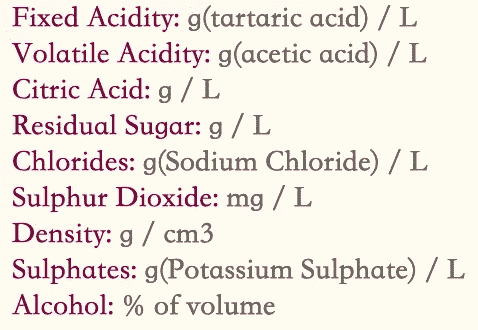 Fixed Acidity: g(tartaric acid) / L
Volatile Acidity: g(acetic acid) / L
Citric Acid: g / L
Residual Sugar: g / L
Chlorides: g(Sodium Chloride) / L
Sulphur Dioxide: mg / L
Density: g / cm3
Sulphates: g(Potassium Sulphate) / L
Alcohol: % of volume